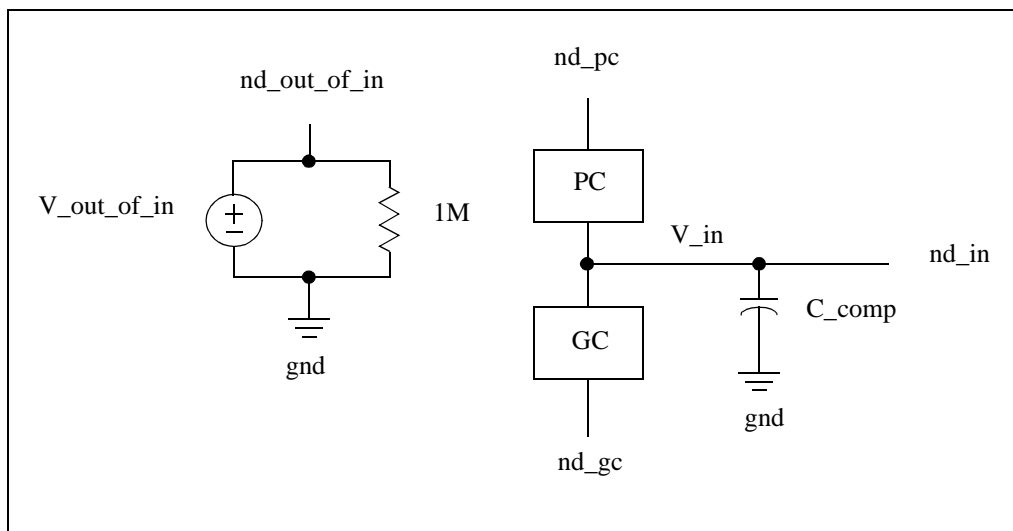 nd_pc
nd_out_of_in
PC
V_out_of_in
+
−
1M
V_in
nd_in
C_comp
GC
gnd
gnd
nd_gc